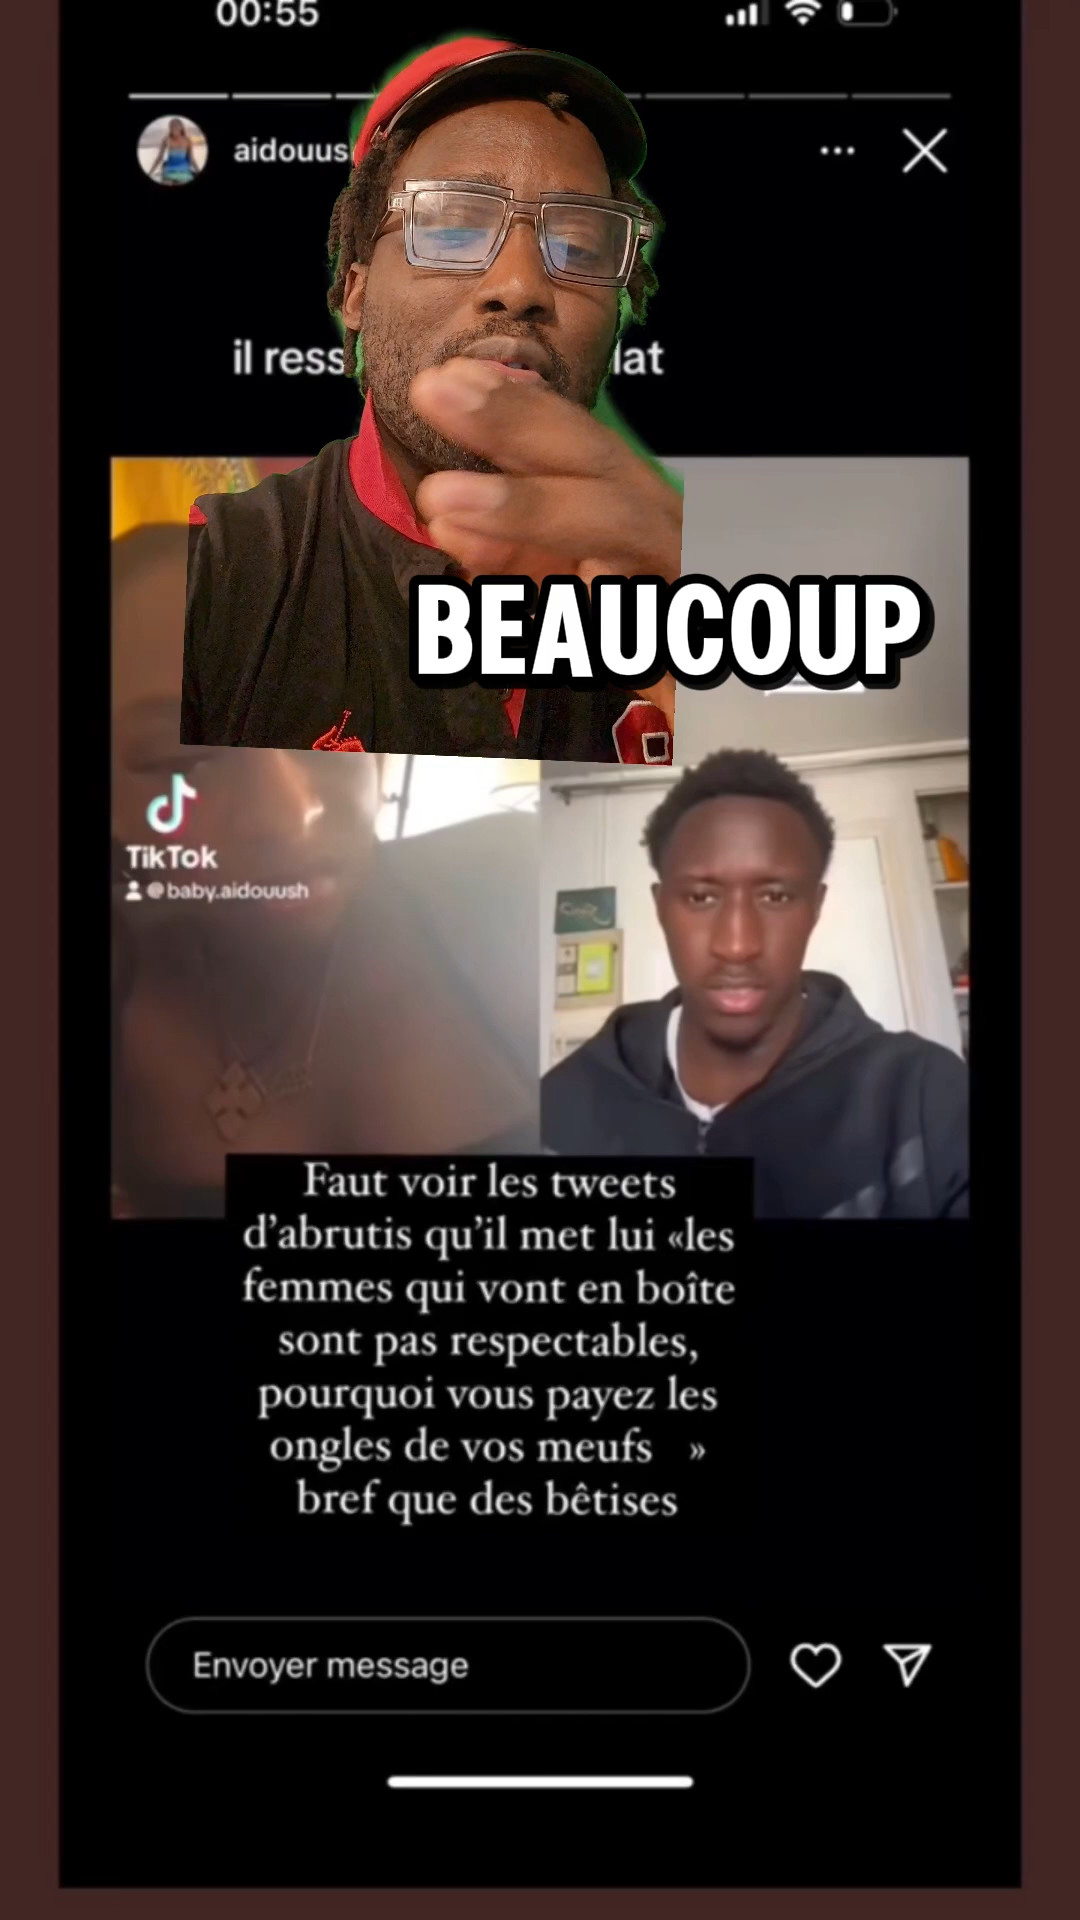 00:55
aidouus
il ress lat
BEAUCOUP
TikTok
@baby.aidouush
Faut voir les tweets
d’abrutis qu’il met lui «les
femmes qui vont en boîte
sont pas respectables,
pourquoi vous payez les
ongles de vos meufs »
bref que des bêtises
Envoyer message